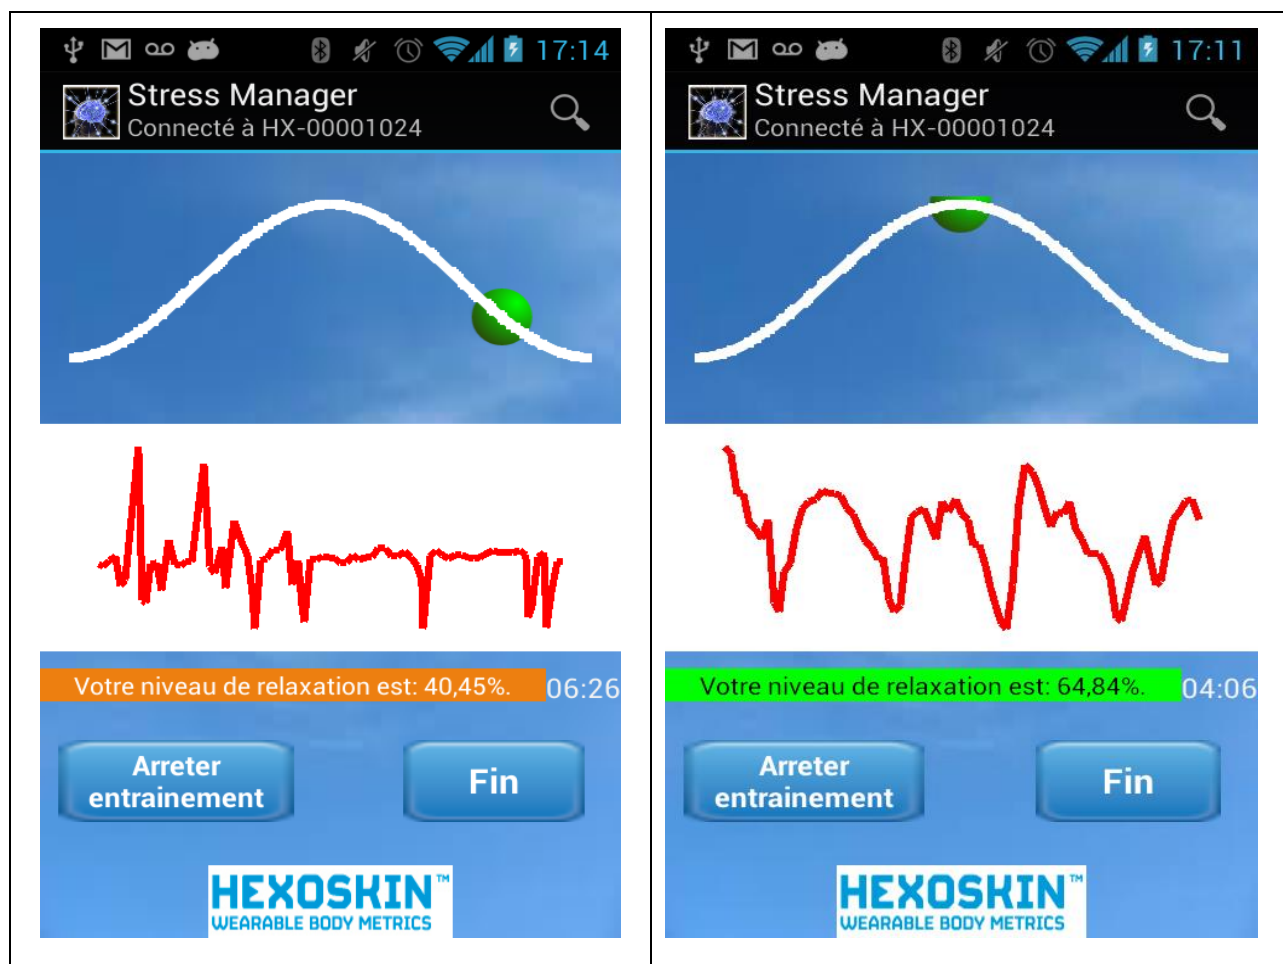 17:14
Stress Manager
Connecté à HX-00001024
Votre niveau de relaxation est: 40,45%.
06:26
Arreter
entrainement
Fin
HEXOSKIN™
WEARABLE BODY METRICS
17:11
Stress Manager
Connecté à HX-00001024
Votre niveau de relaxation est: 64,84%.
04:06
Arreter
entrainement
Fin
HEXOSKIN™
WEARABLE BODY METRICS